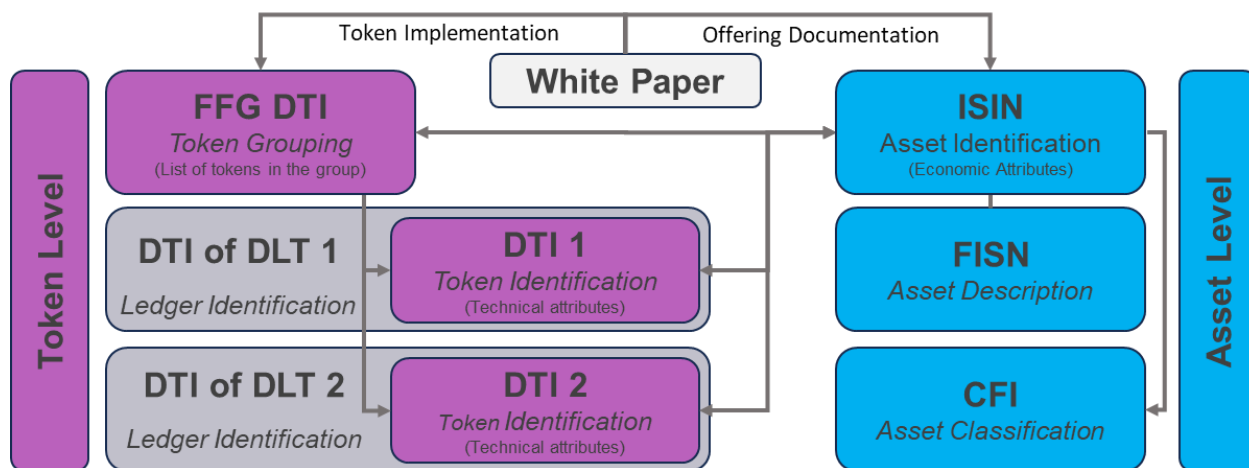 Token Implementation
Offering Documentation
White Paper
Token Level
FFG DTI
Token Grouping
(List of tokens in the group)
DTI of DLT 1
Ledger Identification
DTI 1
Token Identification
(Technical attributes)
DTI of DLT 2
Ledger Identification
DTI 2
Token Identification
(Technical attributes)
ISIN
Asset Identification
(Economic Attributes)
FISN
Asset Description
CFI
Asset Classification
Asset Level